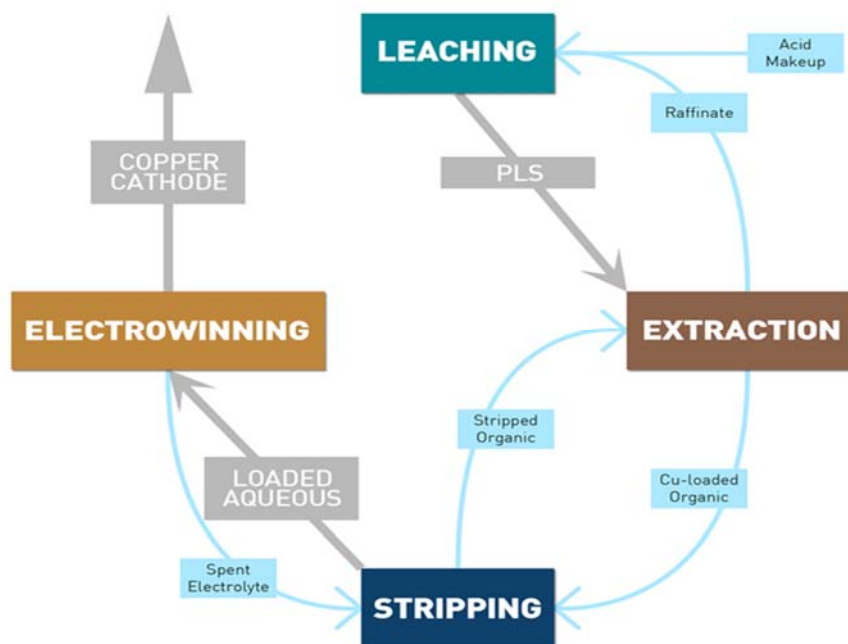 LEACHING
Acid
Makeup
Raffinate
COPPER
CATHODE
PLS
ELECTROWINNING
EXTRACTION
Stripped
Organic
LOADED
AQUEOUS
Cu-loaded
Organic
Spent
Electrolyte
STRIPPING